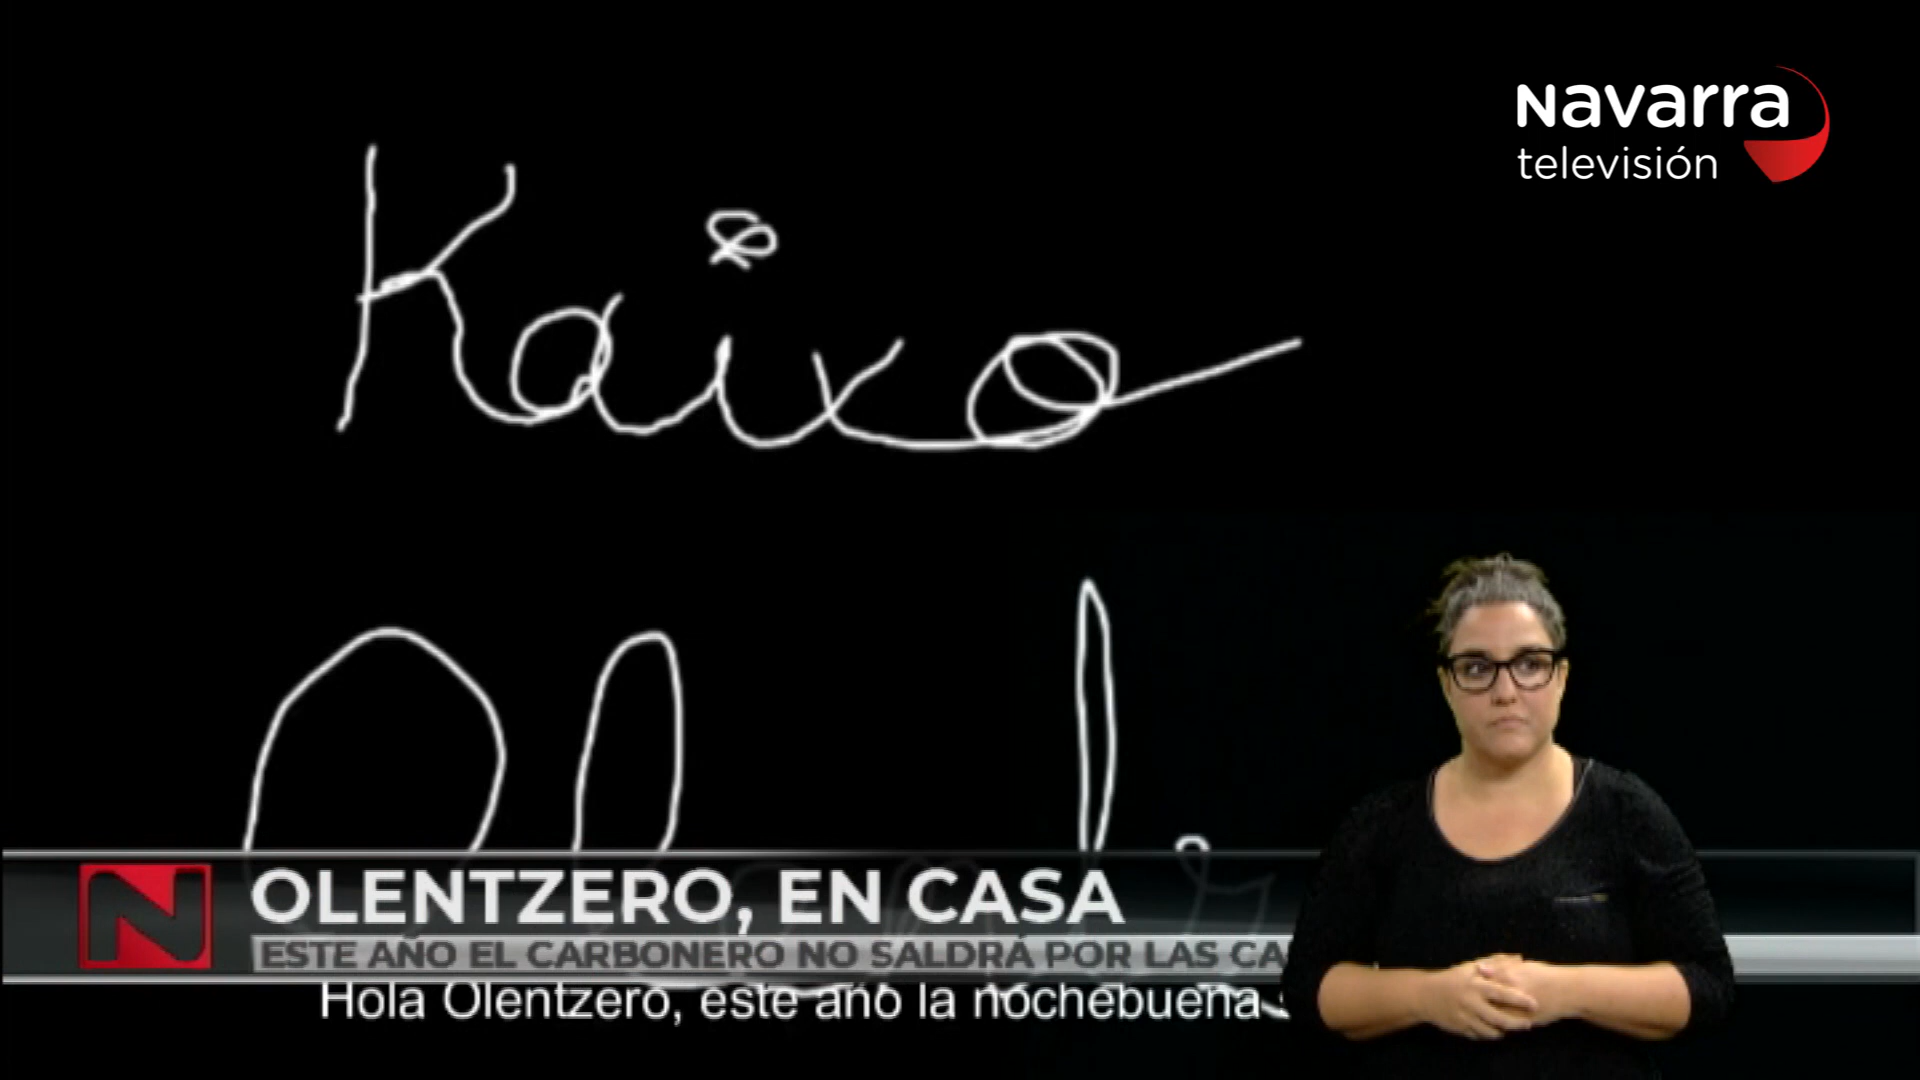 Navarra
televisión
Kaixo
OLENTZERO, EN CASA
ESTE AÑO EL CARBONERO NO SALDRÁ POR LAS
Hola Olentzero, este año la nochebuena